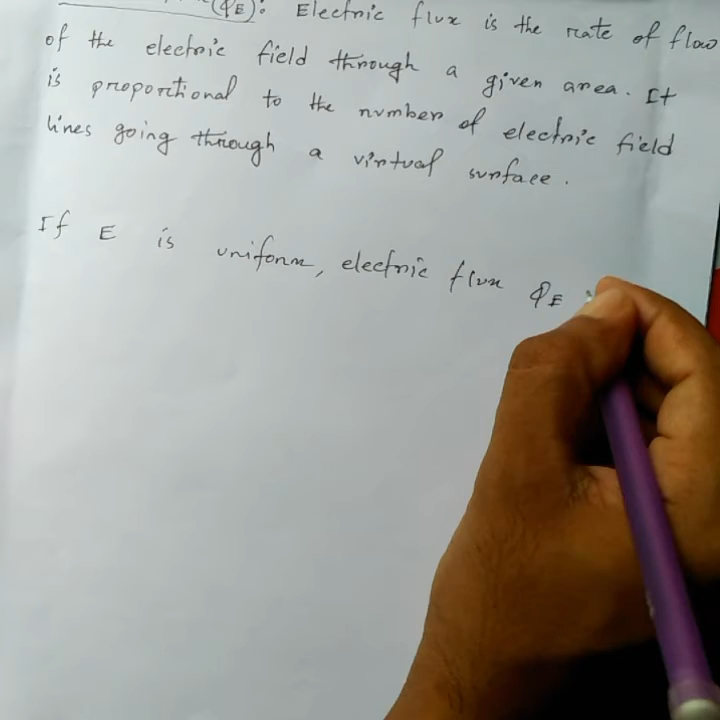 (ΦE): Electric flux is the rate of flow
of the electric field through a given area. It
is proportional to the number of electric field
lines going through a virtual surface.
If E is uniform, electric flux ΦE